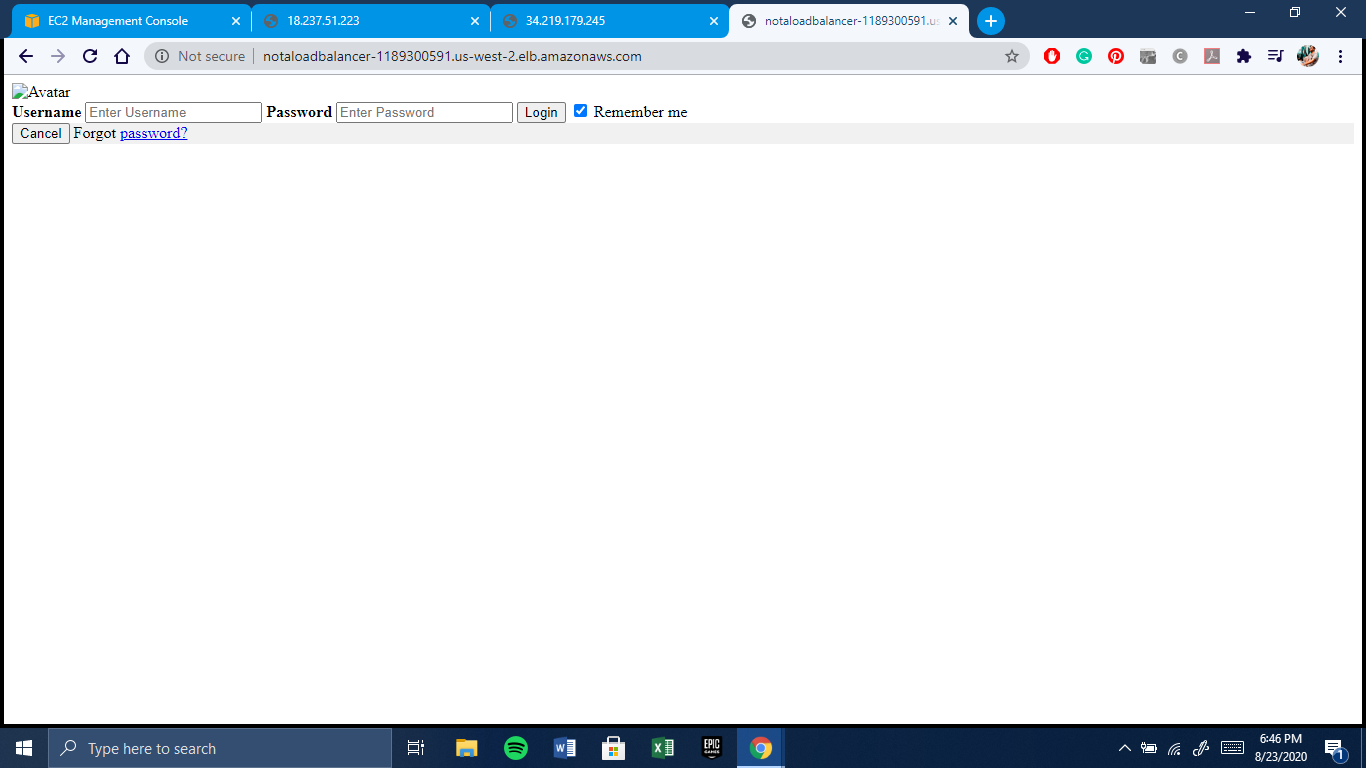 EC2 Management Console
18.237.51.223
34.219.179.245
notaloadbalancer-1189300591.us
Not secure
notaloadbalancer-1189300591.us-west-2.elb.amazonaws.com
Avatar
Username Enter Username Password Enter Password Login Remember me
Cancel Forgot password?
Type here to search
EPIC GAMES
6:46 PM
8/23/2020
1